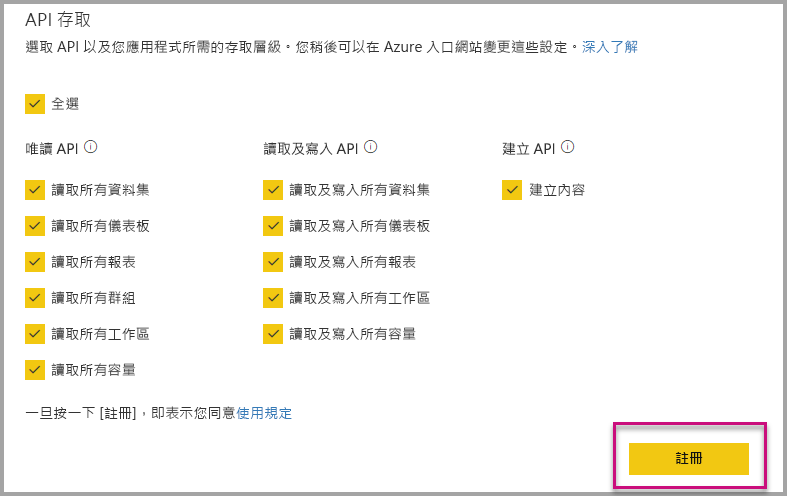 API 存取
選取 API 以及您應用程式所需的存取層級。您稍後可以在 Azure 入口網站變更這些設定。深入了解
全選
唯讀 API
讀取所有資料集
讀取所有儀表板
讀取所有報表
讀取所有群組
讀取所有工作區
讀取所有容量
讀取及寫入 API
讀取及寫入所有資料集
讀取及寫入所有儀表板
讀取及寫入所有報表
讀取及寫入所有工作區
讀取及寫入所有容量
建立 API
建立內容
一旦按一下 [註冊]，即表示您同意使用規定
註冊